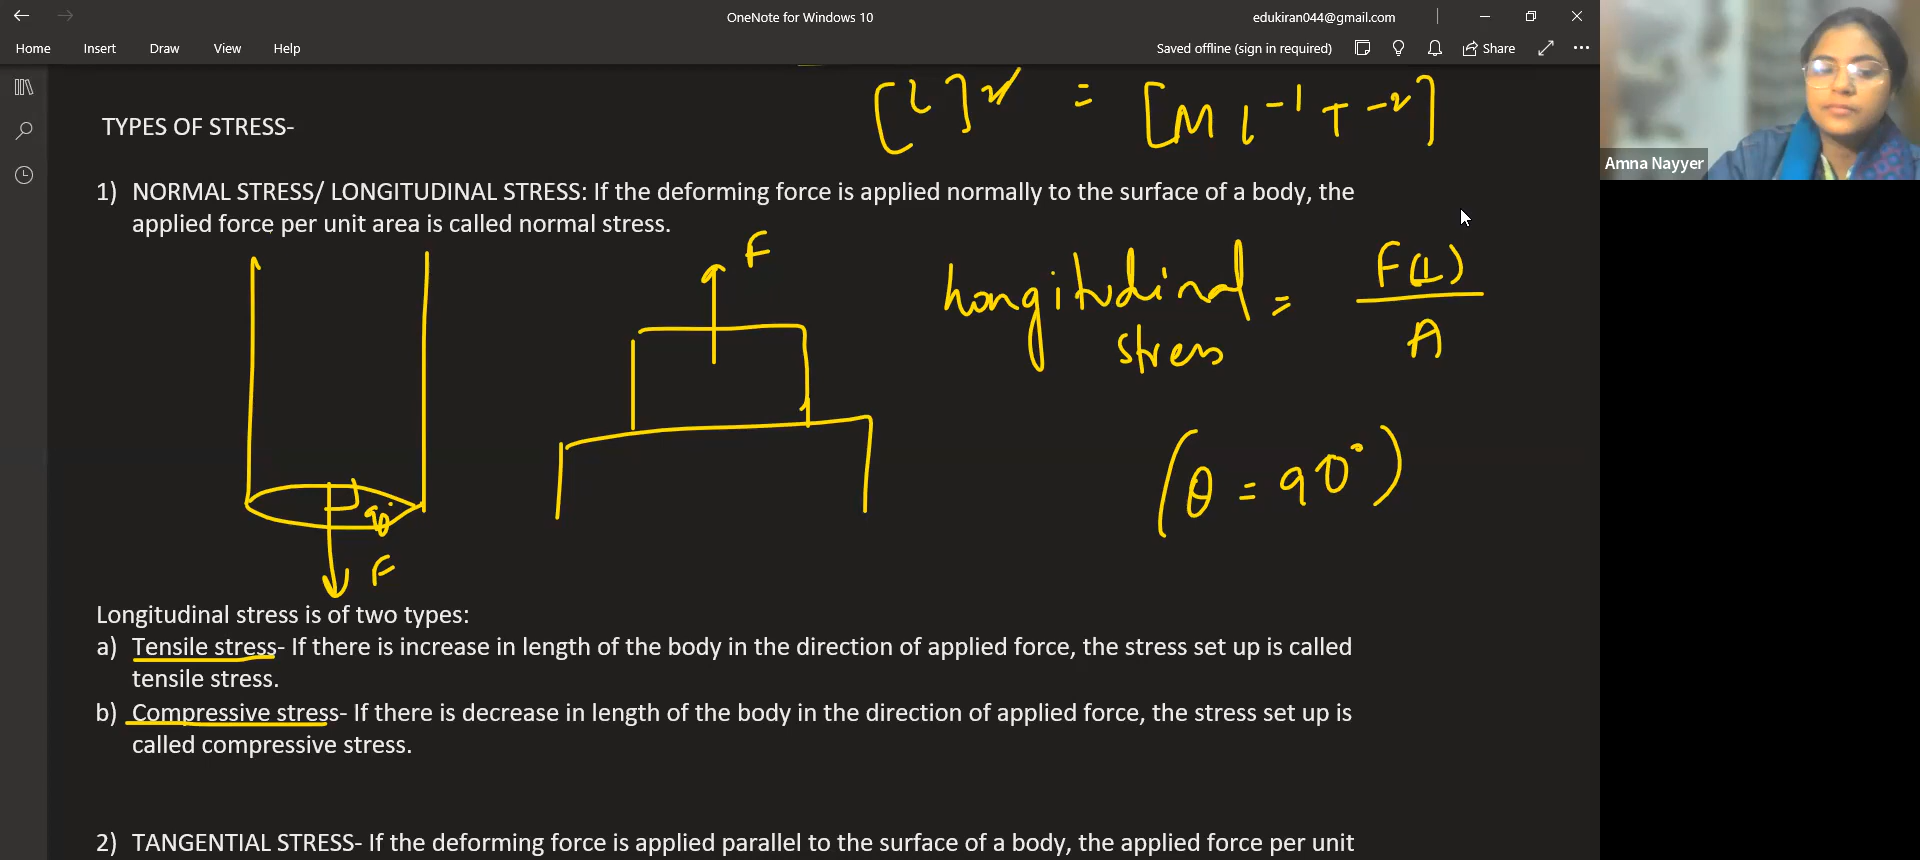 OneNote for Windows 10
edukiran044@gmail.com
Home Insert Draw View Help
Saved offline (sign in required)
Share
[L]² = [M L⁻¹ T⁻²]
TYPES OF STRESS-
Amna Nayyer
1) NORMAL STRESS/ LONGITUDINAL STRESS: If the deforming force is applied normally to the surface of a body, the
applied force per unit area is called normal stress.
F
Longitudinal stress = F(⊥)/A
(θ = 90°)
90°
F
Longitudinal stress is of two types:
a) Tensile stress- If there is increase in length of the body in the direction of applied force, the stress set up is called
tensile stress.
b) Compressive stress- If there is decrease in length of the body in the direction of applied force, the stress set up is
called compressive stress.
2) TANGENTIAL STRESS- If the deforming force is applied parallel to the surface of a body, the applied force per unit